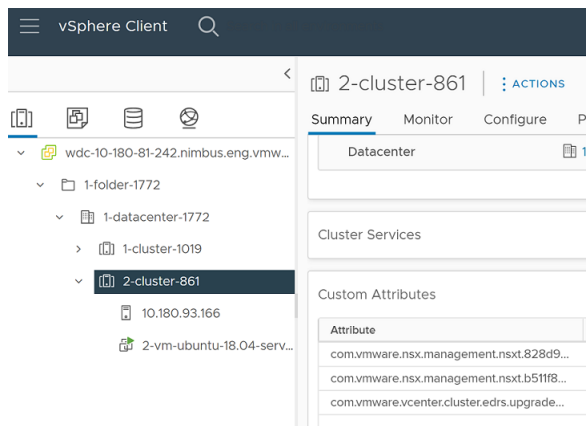 vSphere Client
2-cluster-861
ACTIONS
Summary Monitor Configure P
wdc-10-180-81-242.nimbus.eng.vmw...
1-folder-1772
1-datacenter-1772
1-cluster-1019
2-cluster-861
10.180.93.166
2-vm-ubuntu-18.04-serv...
Datacenter 1
Cluster Services
Custom Attributes
Attribute
com.vmware.nsx.management.nsxt.828d9...
com.vmware.nsx.management.nsxt.b511f8...
com.vmware.vcenter.cluster.edrs.upgrade...